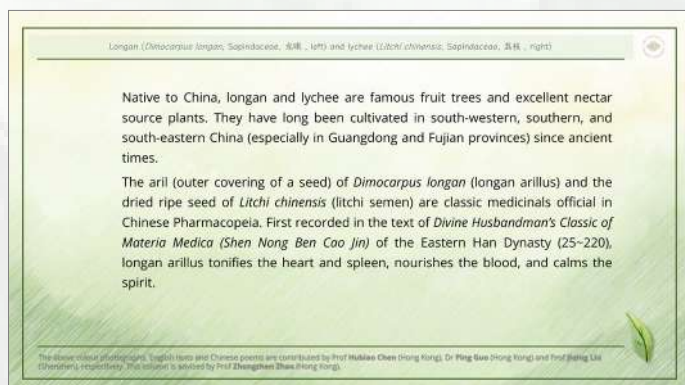 Longan (Dimocarpus longan, Sapindaceae, 龙眼 , left) and lychee (Litchi chinensis, Sapindaceae, 荔枝 , right)
Native to China, longan and lychee are famous fruit trees and excellent nectar
source plants. They have long been cultivated in south-western, southern, and
south-eastern China (especially in Guangdong and Fujian provinces) since ancient
times.
The aril (outer covering of a seed) of Dimocarpus longan (longan arillus) and the
dried ripe seed of Litchi chinensis (litchi semen) are classic medicinals official in
Chinese Pharmacopeia. First recorded in the text of Divine Husbandman's Classic of
Materia Medica (Shen Nong Ben Cao Jin) of the Eastern Han Dynasty (25~220),
longan arillus tonifies the heart and spleen, nourishes the blood, and calms the
spirit.
The above colour photographs, English texts and Chinese poems are contributed by Prof Hubiao Chen (Hong Kong), Dr Ping Guo (Hong Kong) and Prof Jiqing Liu
(Shenzhen), respectively. This column is advised by Prof Zhongzhen Zhao (Hong Kong).